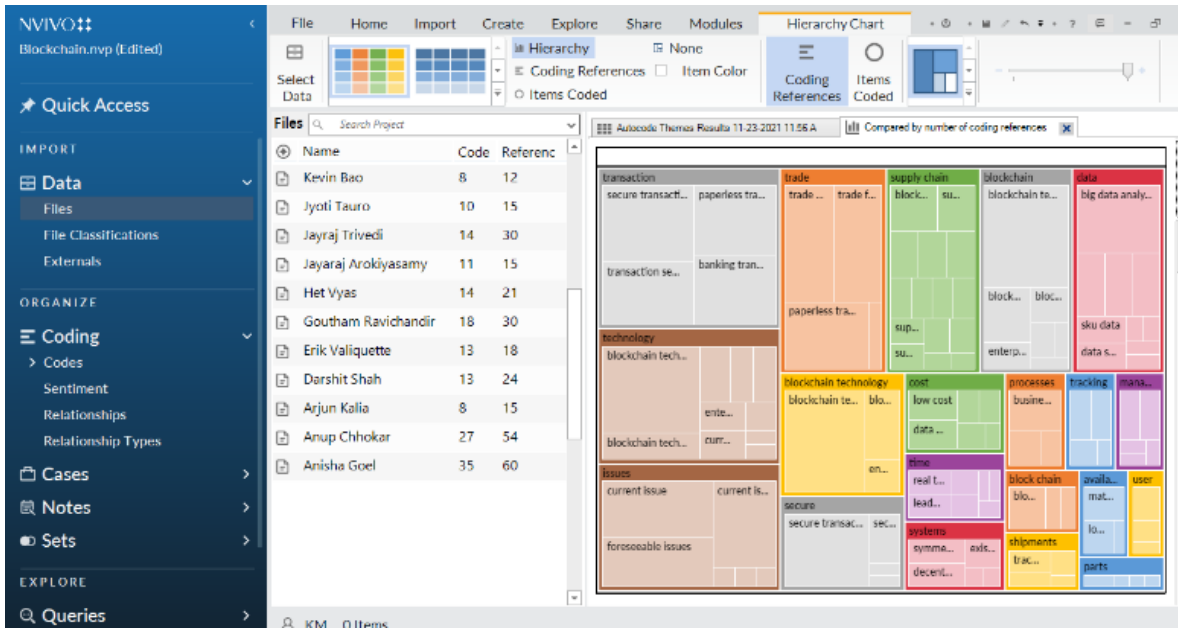 NVIVO
Blockchain.nvp (Edited)
Quick Access
IMPORT
Data
Files
File Classifications
Externals
ORGANIZE
Coding
Codes
Sentiment
Relationships
Relationship Types
Cases
Notes
Sets
EXPLORE
Queries
File Home Import Create Explore Share Modules Hierarchy Chart
Select Data
Hierarchy
Coding References
Items Coded
None
Item Color
Coding References
Items Coded
Files Search Project
Name Code Referenc
Kevin Bao 8 12
Jyoti Tauro 10 15
Jayraj Trivedi 14 30
Jayaraj Arokiyasamy 11 15
Het Vyas 14 21
Goutham Ravichandir 18 30
Erik Valiquette 13 18
Darshit Shah 13 24
Arjun Kalia 8 15
Anup Chhokar 27 54
Anisha Goel 35 60
KM 0 Items
Autocode Themes Results 11-23-2021 11:56 A
Compared by number of coding references
transaction
secure transacti... paperless tra...
transaction se... banking tran...
technology
blockchain tech...
ente...
blockchain tech... curr...
issues
current issue current is...
foreseeable issues
trade
trade ... trade f...
paperless tra...
blockchain technology
blockchain te... blo...
en...
secure
secure transac... sec...
supply chain
block... su...
sup...
su...
blockchain
blockchain te...
block... bloc...
enterp...
data
big data analy...
sku data
data s...
cost
low cost
data ...
time
real t...
lead...
systems
symme... exis...
decent...
processes
busine...
tracking
mana...
block chain
blo...
shipments
trac...
availa...
mat...
lo...
user
parts